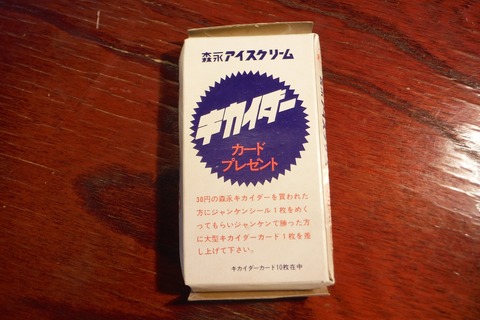 森永アイスクリーム
キカイダー
カード
プレゼント
30円の森永キカイダーを買われた
方にジャンケンシール1枚をめく
ってもらいジャンケンで勝った方
に大型キカイダーカード1枚を差
し上げて下さい。
キカイダーカード10枚在中